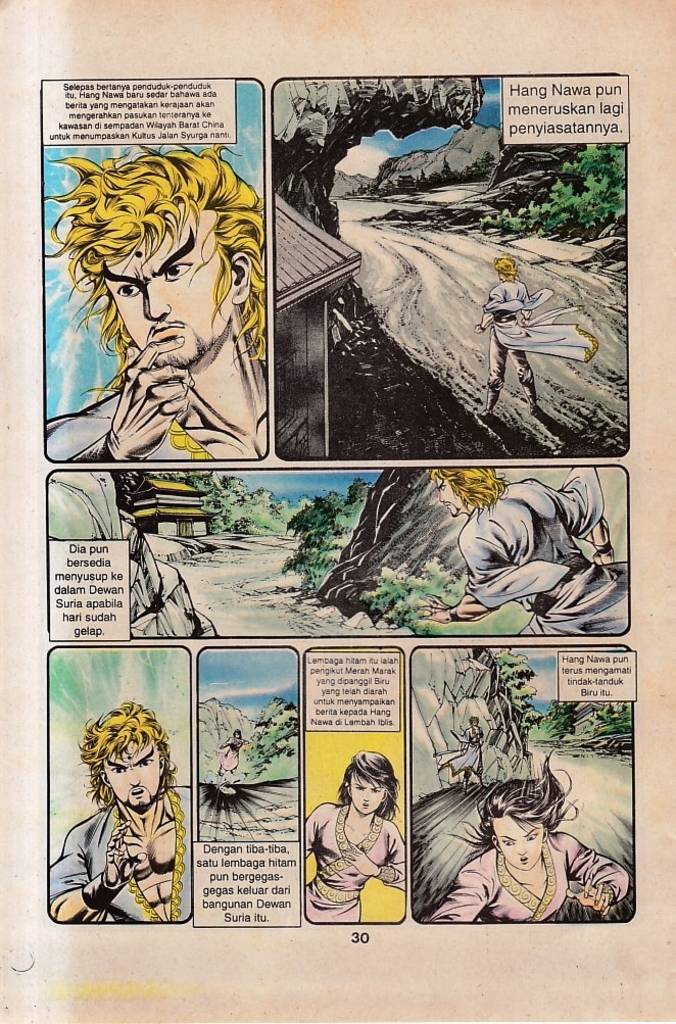 Selepas bertanya penduduk-penduduk
itu, Hang Nawa baru sedar bahawa ada
berita yang mengatakan kerajaan akan
mengerahkan pasukan tenteranya ke
kawasan di sempadan Wilayah Barat China
untuk menumpaskan Kultus Jalan Syurga nanti.
Hang Nawa pun
meneruskan lagi
penyiasatannya.
Dia pun
bersedia
menyusup ke
dalam Dewan
Suria apabila
hari sudah
gelap.
Dengan tiba-tiba,
satu lembaga hitam
pun bergegas-
gegas keluar dari
bangunan Dewan
Suria itu.
Lembaga hitam itu ialah
pengikut Merah Marak
yang dipanggil Biru
yang telah diarah
untuk menyampaikan
berita kepada Hang
Nawa di Lembah Iblis.
Hang Nawa pun
terus mengamati
tindak-tanduk
Biru itu.
30